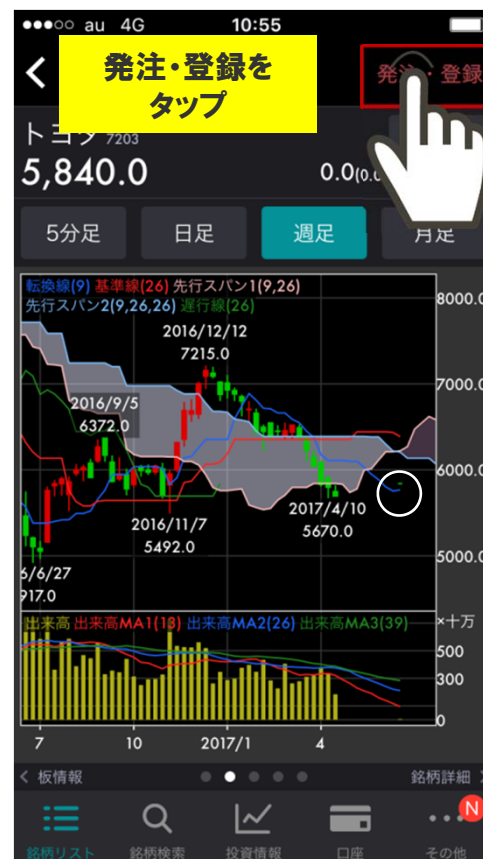 au 4G 10:55
発注・登録を
タップ
発注・登録
トヨタ 7203
5,840.0
0.0(0.0
5分足 日足 週足 月足
転換線(9) 基準線(26) 先行スパン1(9,26)
先行スパン2(9,26,26) 遅行線(26)
8000.0
2016/12/12
7215.0
7000.0
2016/9/5
6372.0
6000.0
2017/4/10
5670.0
2016/11/7
5492.0
5000.0
6/6/27
917.0
出来高 出来高MA1(13) 出来高MA2(26) 出来高MA3(39)
×十万
500
300
0
7 10 2017/1 4
< 板情報 銘柄詳細 >
N
銘柄リスト 銘柄検索 投資情報 口座 その他